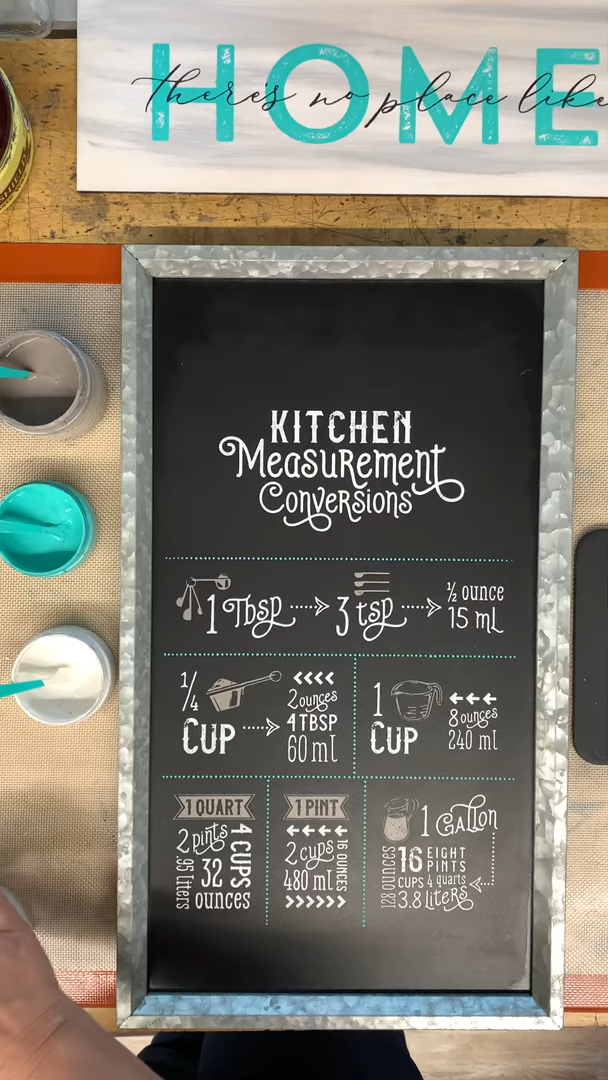 HOME
there's no place like
KITCHEN
Measurement
Conversions
1 Tbsp 3 tsp ½ ounce
15 mL
¼ CUP
2 ounces
4 TBSP
60 ml
1 CUP
8 ounces
240 ml
1 QUART
2 pints
4 CUPS
.95 liters
32
ounces
1 PINT
2 cups
480 ml
16 OUNCES
1 Gallon
128 ounces
16 EIGHT
PINTS
CUPS 4 quarts
3.8 liters